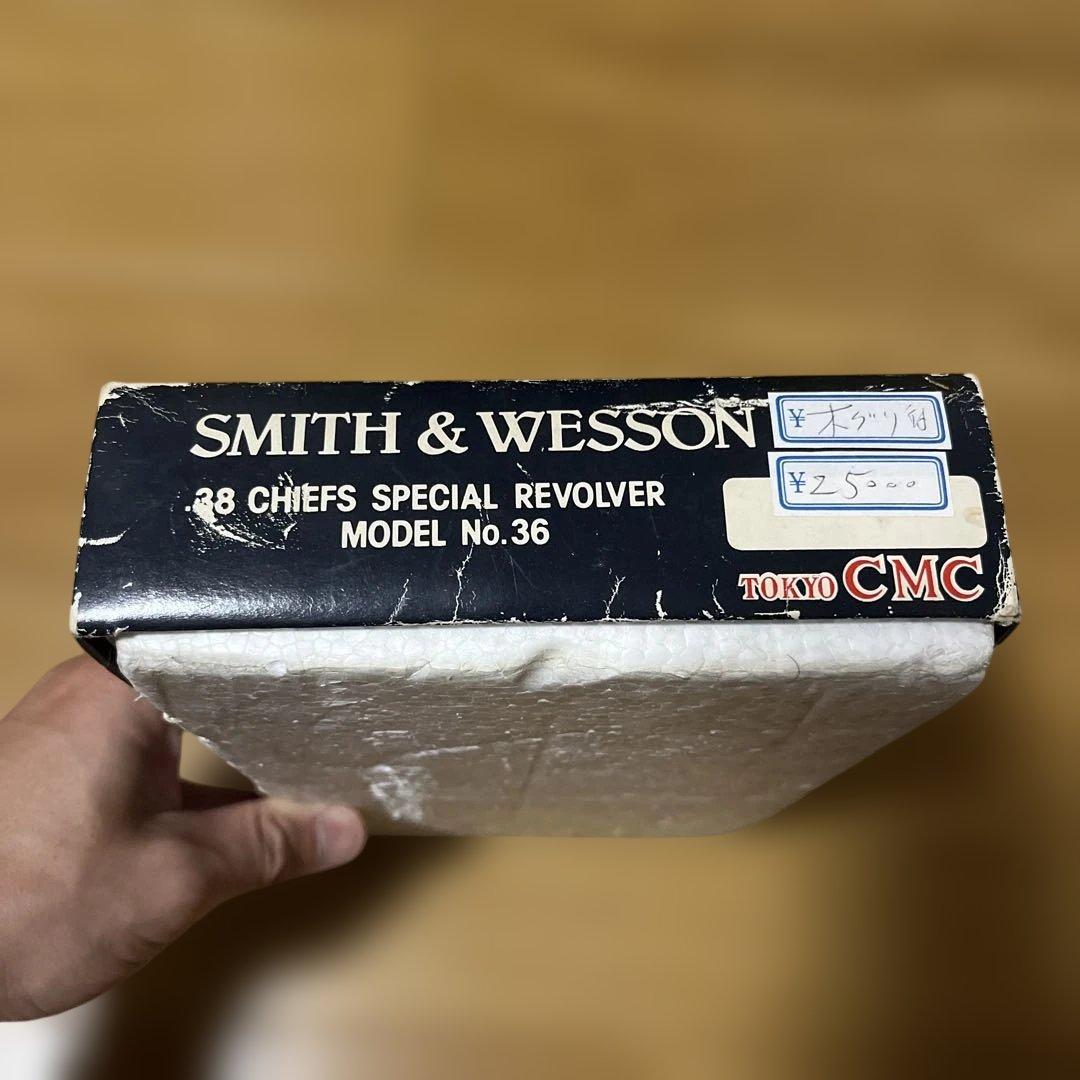 SMITH & WESSON
.38 CHIEFS SPECIAL REVOLVER
MODEL No.36
¥ 木グリ付
¥ 25000
TOKYO CMC